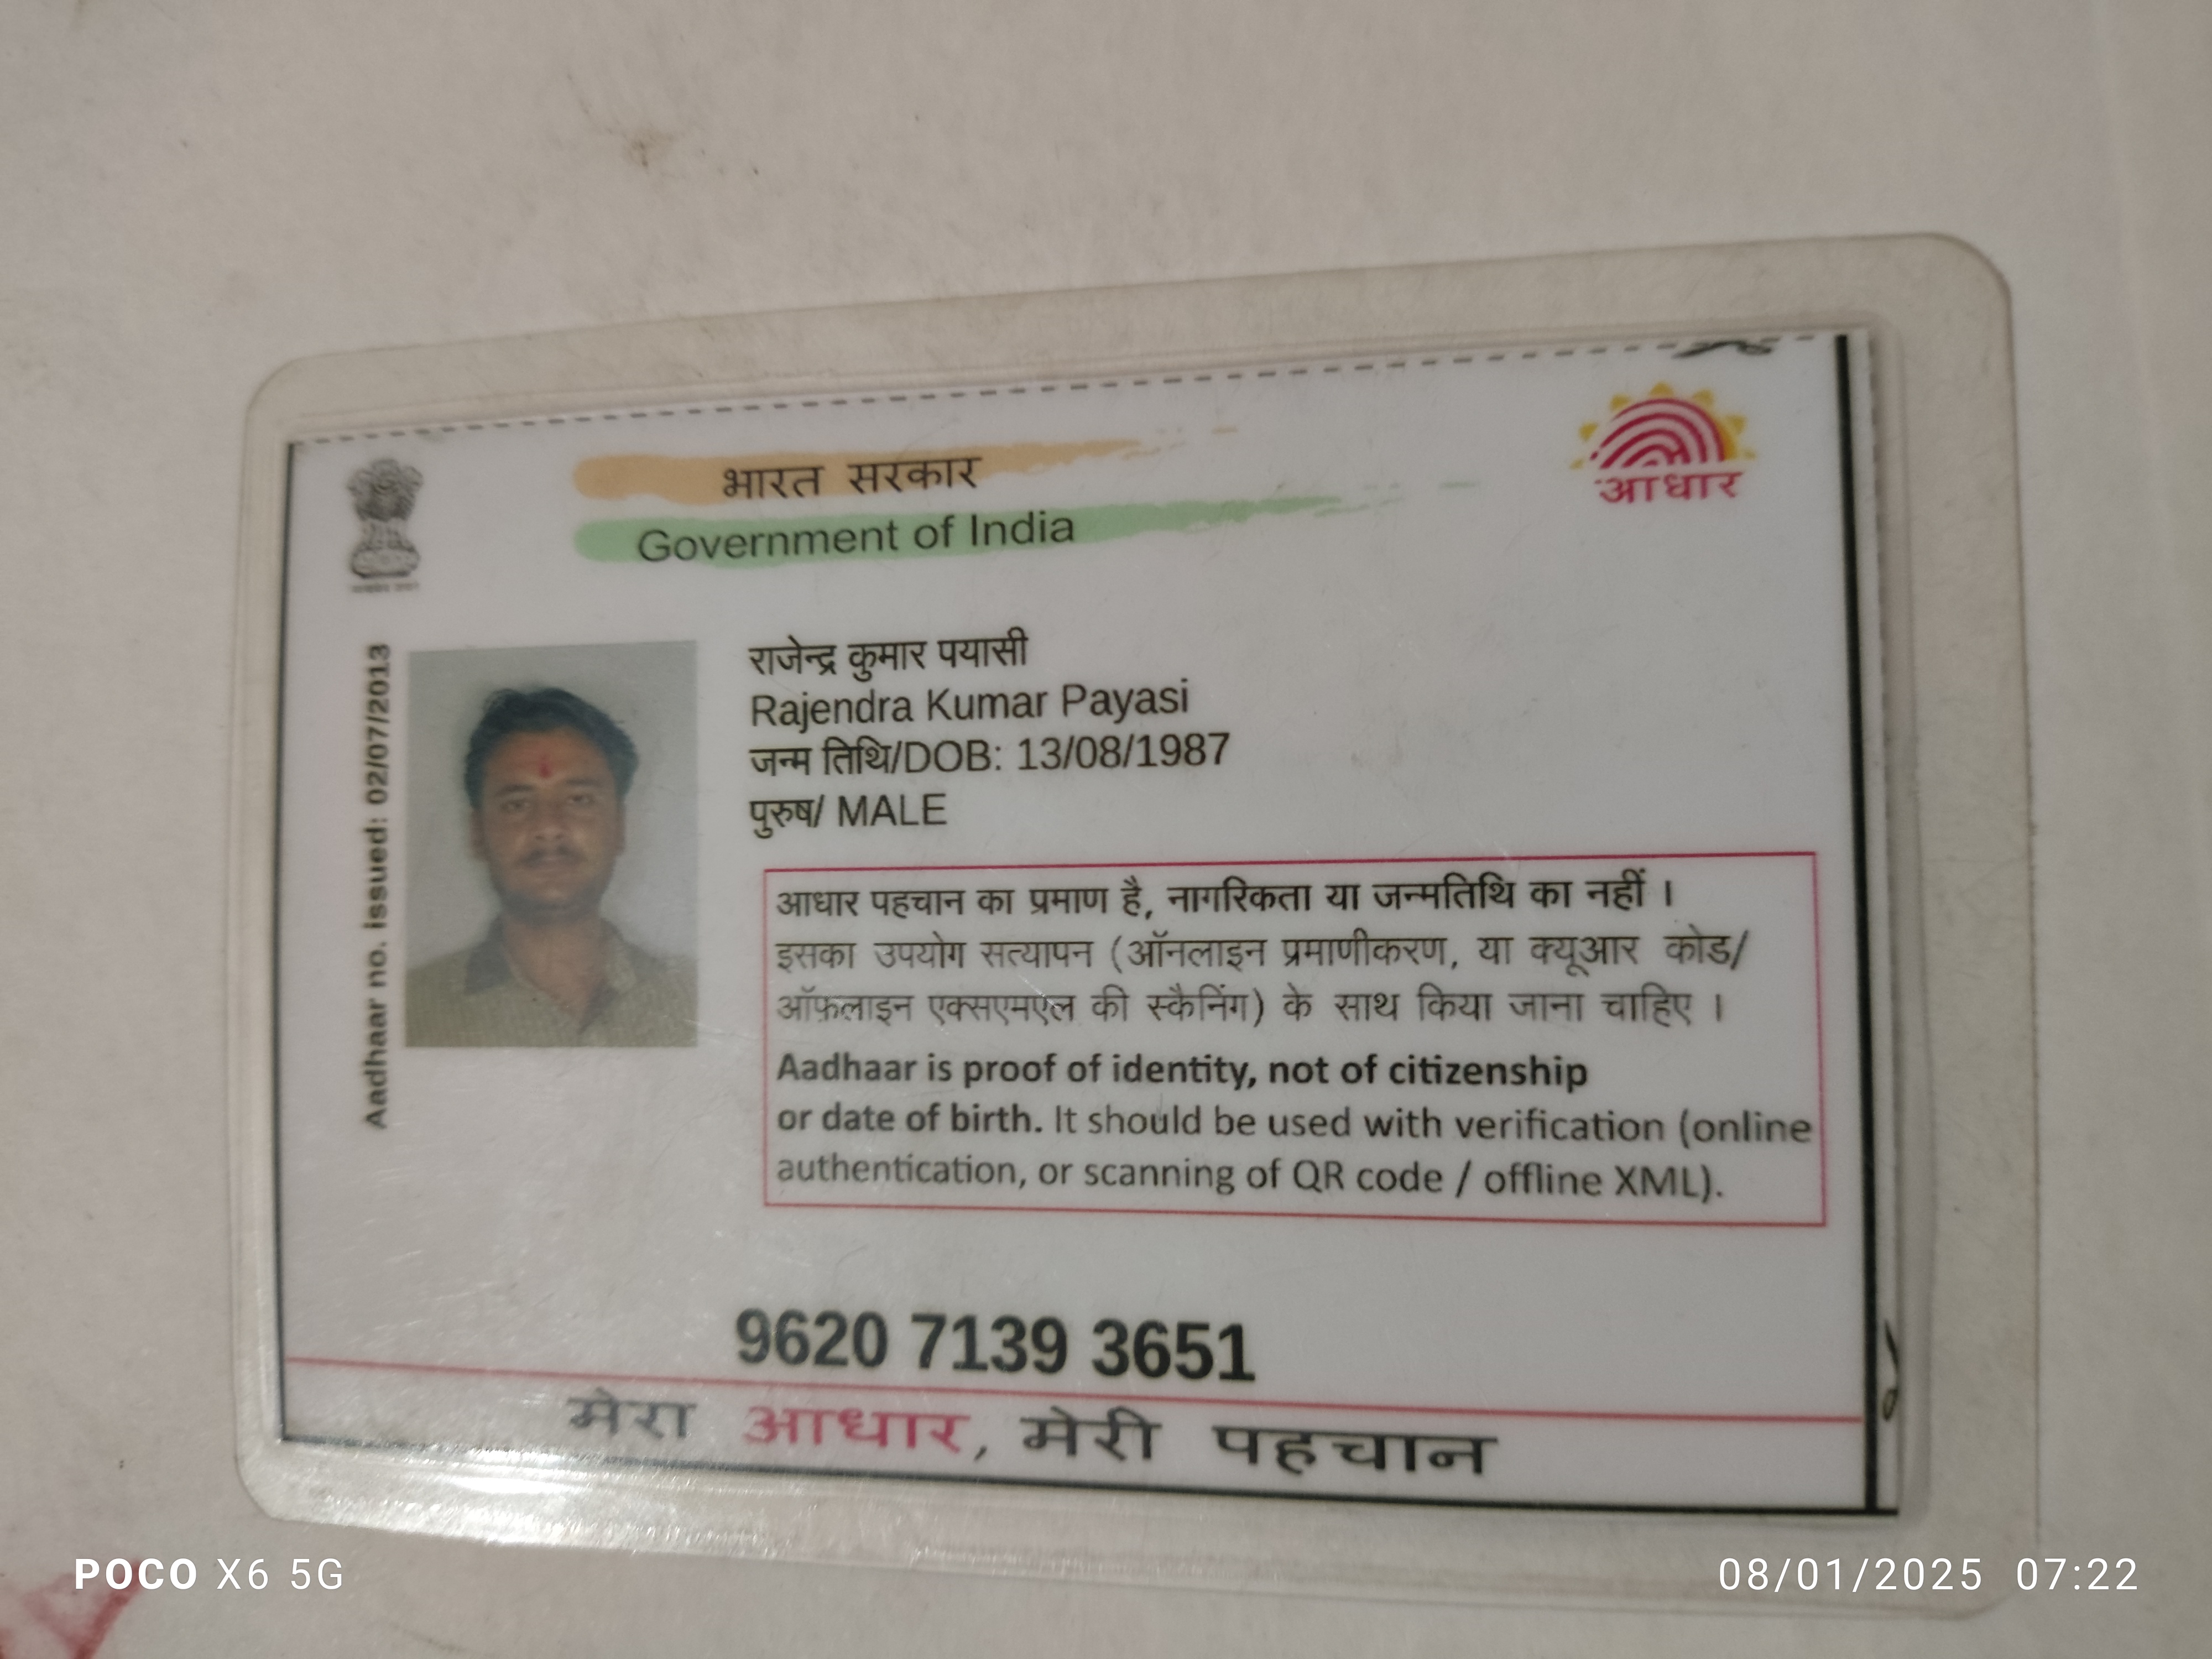 भारत सरकार
Government of India
आधार
Aadhaar no. issued: 02/07/2013
राजेन्द्र कुमार पयासी
Rajendra Kumar Payasi
जन्म तिथि/DOB: 13/08/1987
पुरुष/ MALE
आधार पहचान का प्रमाण है, नागरिकता या जन्मतिथि का नहीं ।
इसका उपयोग सत्यापन (ऑनलाइन प्रमाणीकरण, या क्यूआर कोड/
ऑफ़लाइन एक्सएमएल की स्कैनिंग) के साथ किया जाना चाहिए ।
Aadhaar is proof of identity, not of citizenship
or date of birth. It should be used with verification (online
authentication, or scanning of QR code / offline XML).
9620 7139 3651
मेरा आधार, मेरी पहचान
POCO X6 5G
08/01/2025 07:22